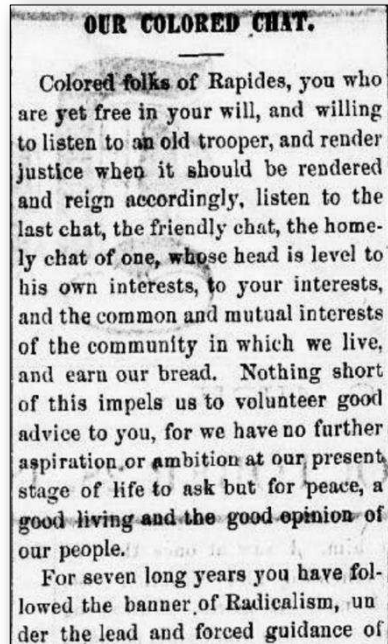 OUR COLORED CHAT.
Colored folks of Rapides, you who
are yet free in your will, and willing
to listen to an old trooper, and render
justice when it should be rendered
and reign accordingly, listen to the
last chat, the friendly chat, the home-
ly chat of one, whose head is level to
his own interests, to your interests,
and the common and mutual interests
of the community in which we live,
and earn our bread. Nothing short
of this impels us to volunteer good
advice to you, for we have no further
aspiration or ambition at our present
stage of life to ask but for peace, a
good living and the good opinion of
our people.
For seven long years you have fol-
lowed the banner of Radicalism, un
der the lead and forced guidance of